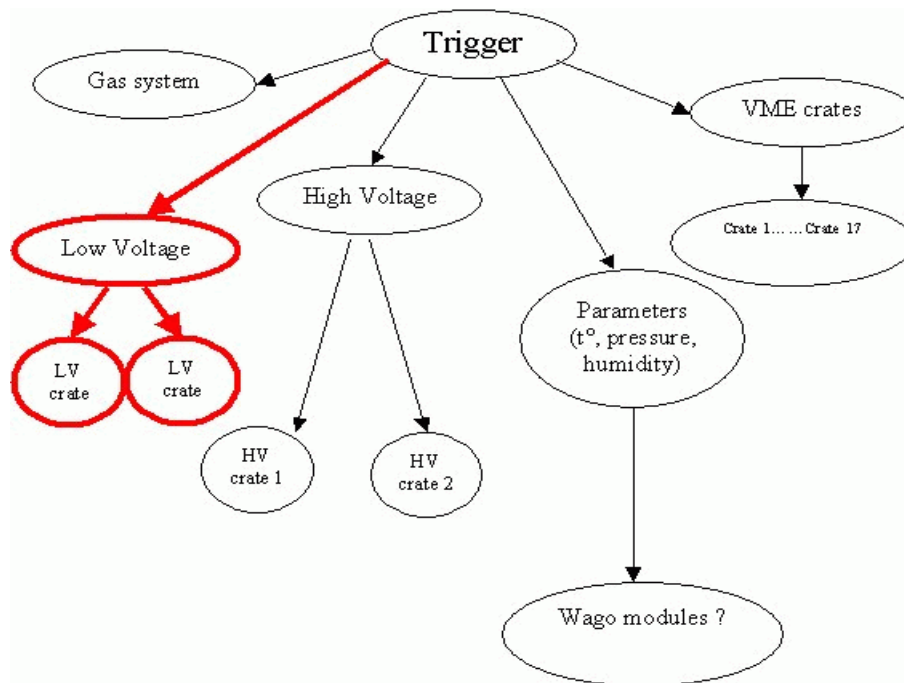 Trigger
Gas system
VME crates
High Voltage
Crate 1... ... Crate 17
Low Voltage
Parameters
(t°, pressure,
humidity)
LV
crate
LV
crate
HV
crate 1
HV
crate 2
Wago modules ?